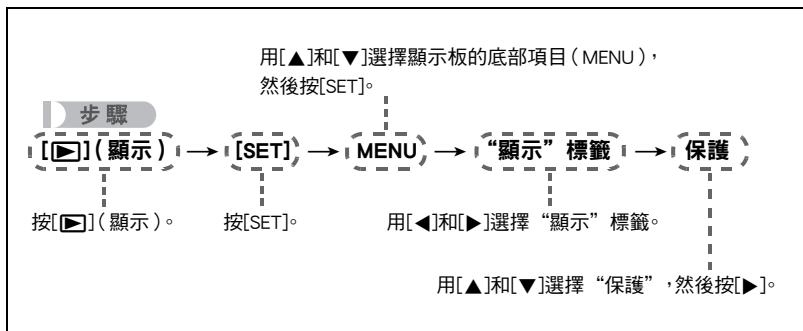 用[▲]和[▼]選擇顯示板的底部項目（MENU），
然後按[SET]。
步驟
[▶]（顯示） → [SET] → MENU → “顯示”標籤 → 保護
按[▶]（顯示）。 按[SET]。 用[◀]和[▶]選擇“顯示”標籤。
用[▲]和[▼]選擇“保護”，然後按[▶]。